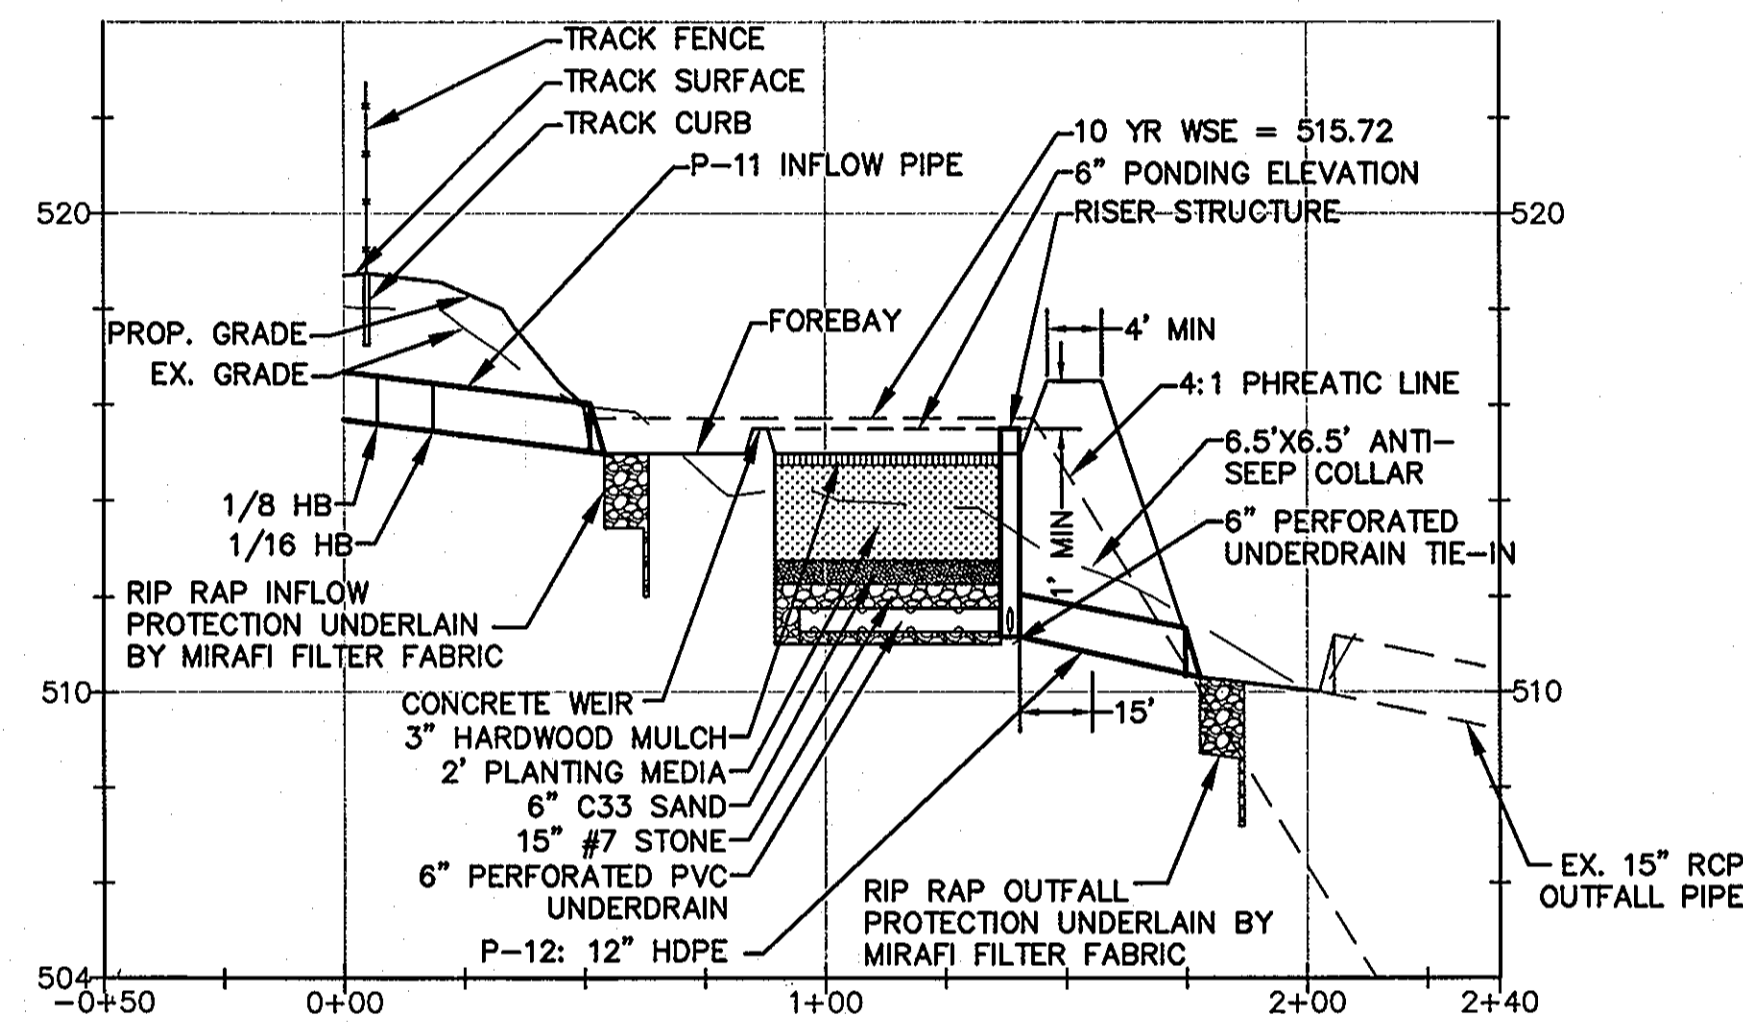 TRACK FENCE
TRACK SURFACE
TRACK CURB
P-11 INFLOW PIPE
10 YR WSE = 515.72
6" PONDING ELEVATION
RISER STRUCTURE
520
520
PROP. GRADE
EX. GRADE
FOREBAY
4' MIN
4:1 PHREATIC LINE
6.5'X6.5' ANTI-
SEEP COLLAR
1/8 HB
1/16 HB
1' MIN
6" PERFORATED
UNDERDRAIN TIE-IN
RIP RAP INFLOW
PROTECTION UNDERLAIN
BY MIRAFI FILTER FABRIC
510
510
CONCRETE WEIR
3" HARDWOOD MULCH
2' PLANTING MEDIA
6" C33 SAND
15" #7 STONE
6" PERFORATED PVC
UNDERDRAIN
P-12: 12" HDPE
15'
RIP RAP OUTFALL
PROTECTION UNDERLAIN BY
MIRAFI FILTER FABRIC
EX. 15" RCP
OUTFALL PIPE
504
-0+50
0+00
1+00
2+00
2+40